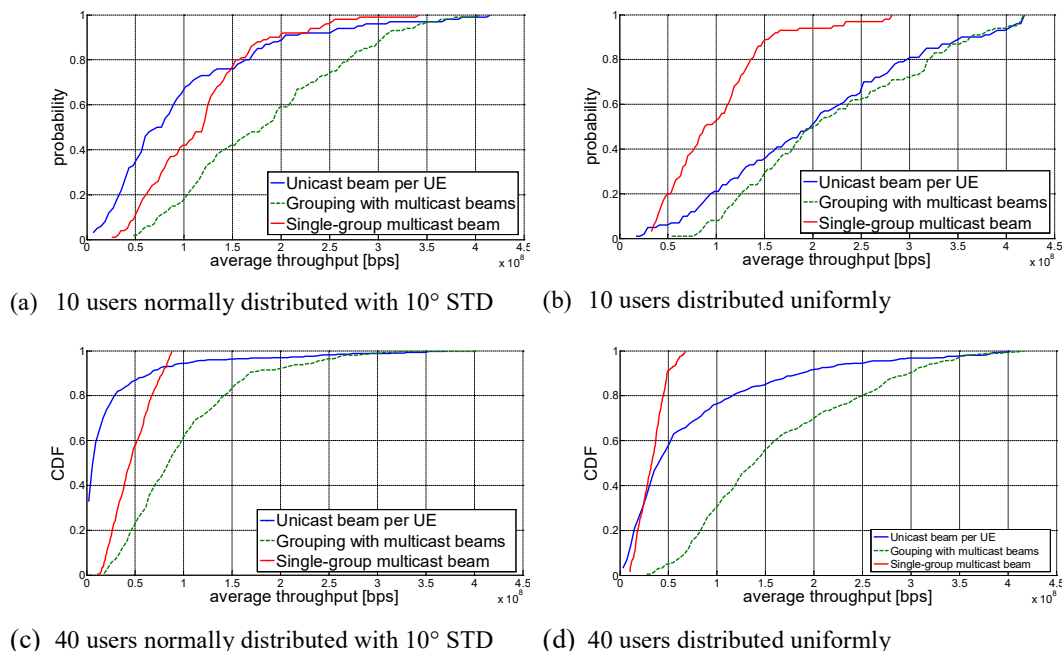 1
0.8
0.6
0.4
0.2
0
probability
0 0.5 1 1.5 2 2.5 3 3.5 4 4.5
average throughput [bps]
x 10^8
Unicast beam per UE
Grouping with multicast beams
Single-group multicast beam
(a) 10 users normally distributed with 10° STD
1
0.8
0.6
0.4
0.2
0
probability
0 0.5 1 1.5 2 2.5 3 3.5 4 4.5
average throughput [bps]
x 10^8
Unicast beam per UE
Grouping with multicast beams
Single-group multicast beam
(b) 10 users distributed uniformly
1
0.8
0.6
0.4
0.2
0
CDF
0 0.5 1 1.5 2 2.5 3 3.5 4 4.5
average throughput [bps]
x 10^8
Unicast beam per UE
Grouping with multicast beams
Single-group multicast beam
(c) 40 users normally distributed with 10° STD
1
0.8
0.6
0.4
0.2
0
CDF
0 0.5 1 1.5 2 2.5 3 3.5 4 4.5
average throughput [bps]
x 10^8
Unicast beam per UE
Gouping with multicast beams
Single-group multicast beam
(d) 40 users distributed uniformly